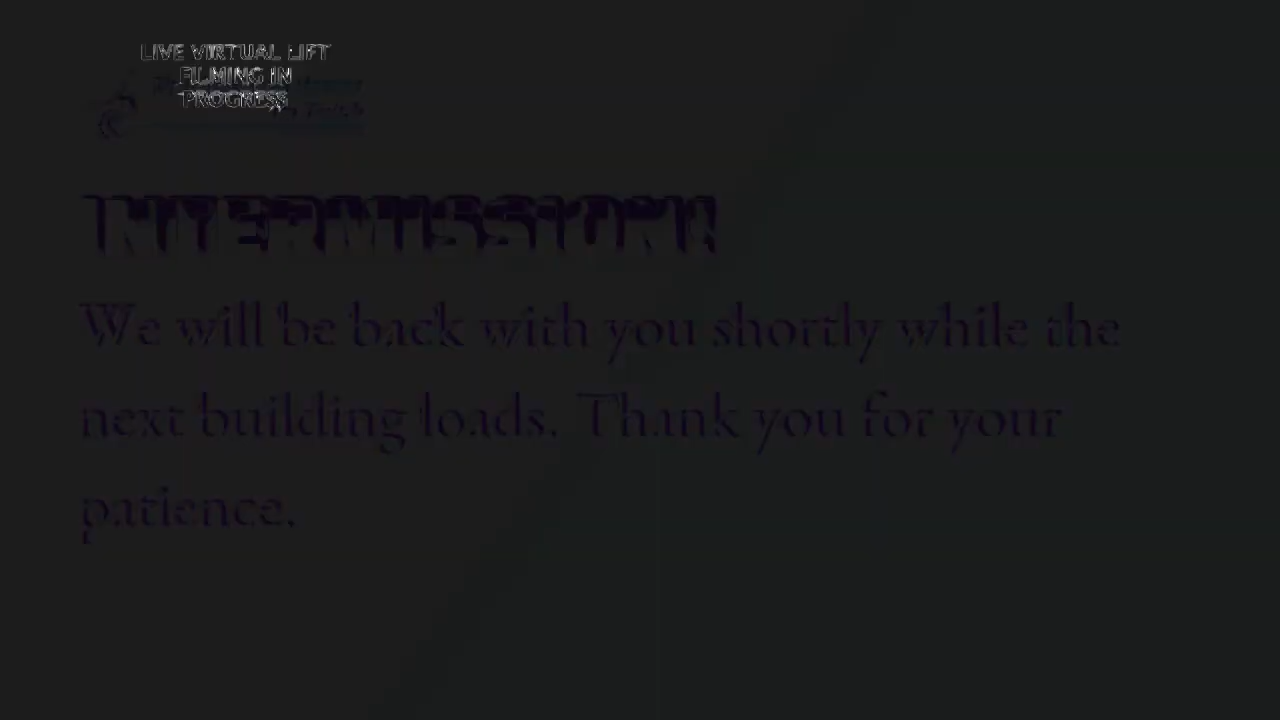 LIVE VIRTUAL LIFT
FILMING IN
PROGRESS
INTERMISSION!
We will be back with you shortly while the
next building loads. Thank you for your
patience.